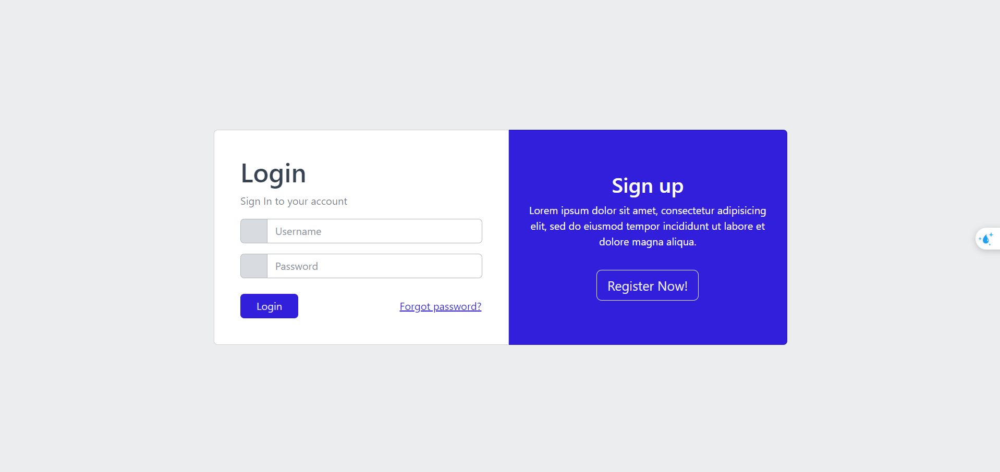 Login
Sign In to your account
Username
Password
Login
Forgot password?
Sign up
Lorem ipsum dolor sit amet, consectetur adipisicing
elit, sed do eiusmod tempor incididunt ut labore et
dolore magna aliqua.
Register Now!